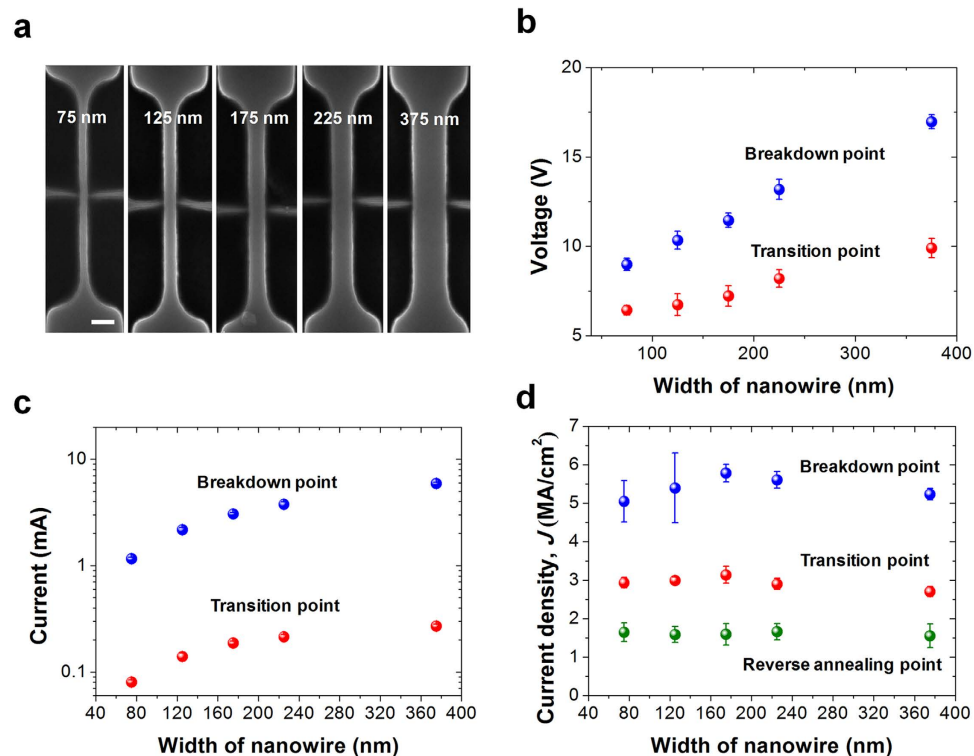 a
75 nm 125 nm 175 nm 225 nm 375 nm
b
20
15
10
5
Voltage (V)
Breakdown point
Transition point
100 200 300 400
Width of nanowire (nm)
c
10
1
0.1
Current (mA)
Breakdown point
Transition point
40 80 120 160 200 240 280 320 360 400
Width of nanowire (nm)
d
7
6
5
4
3
2
1
0
Current density, J (MA/cm²)
Breakdown point
Transition point
Reverse annealing point
40 80 120 160 200 240 280 320 360 400
Width of nanowire (nm)